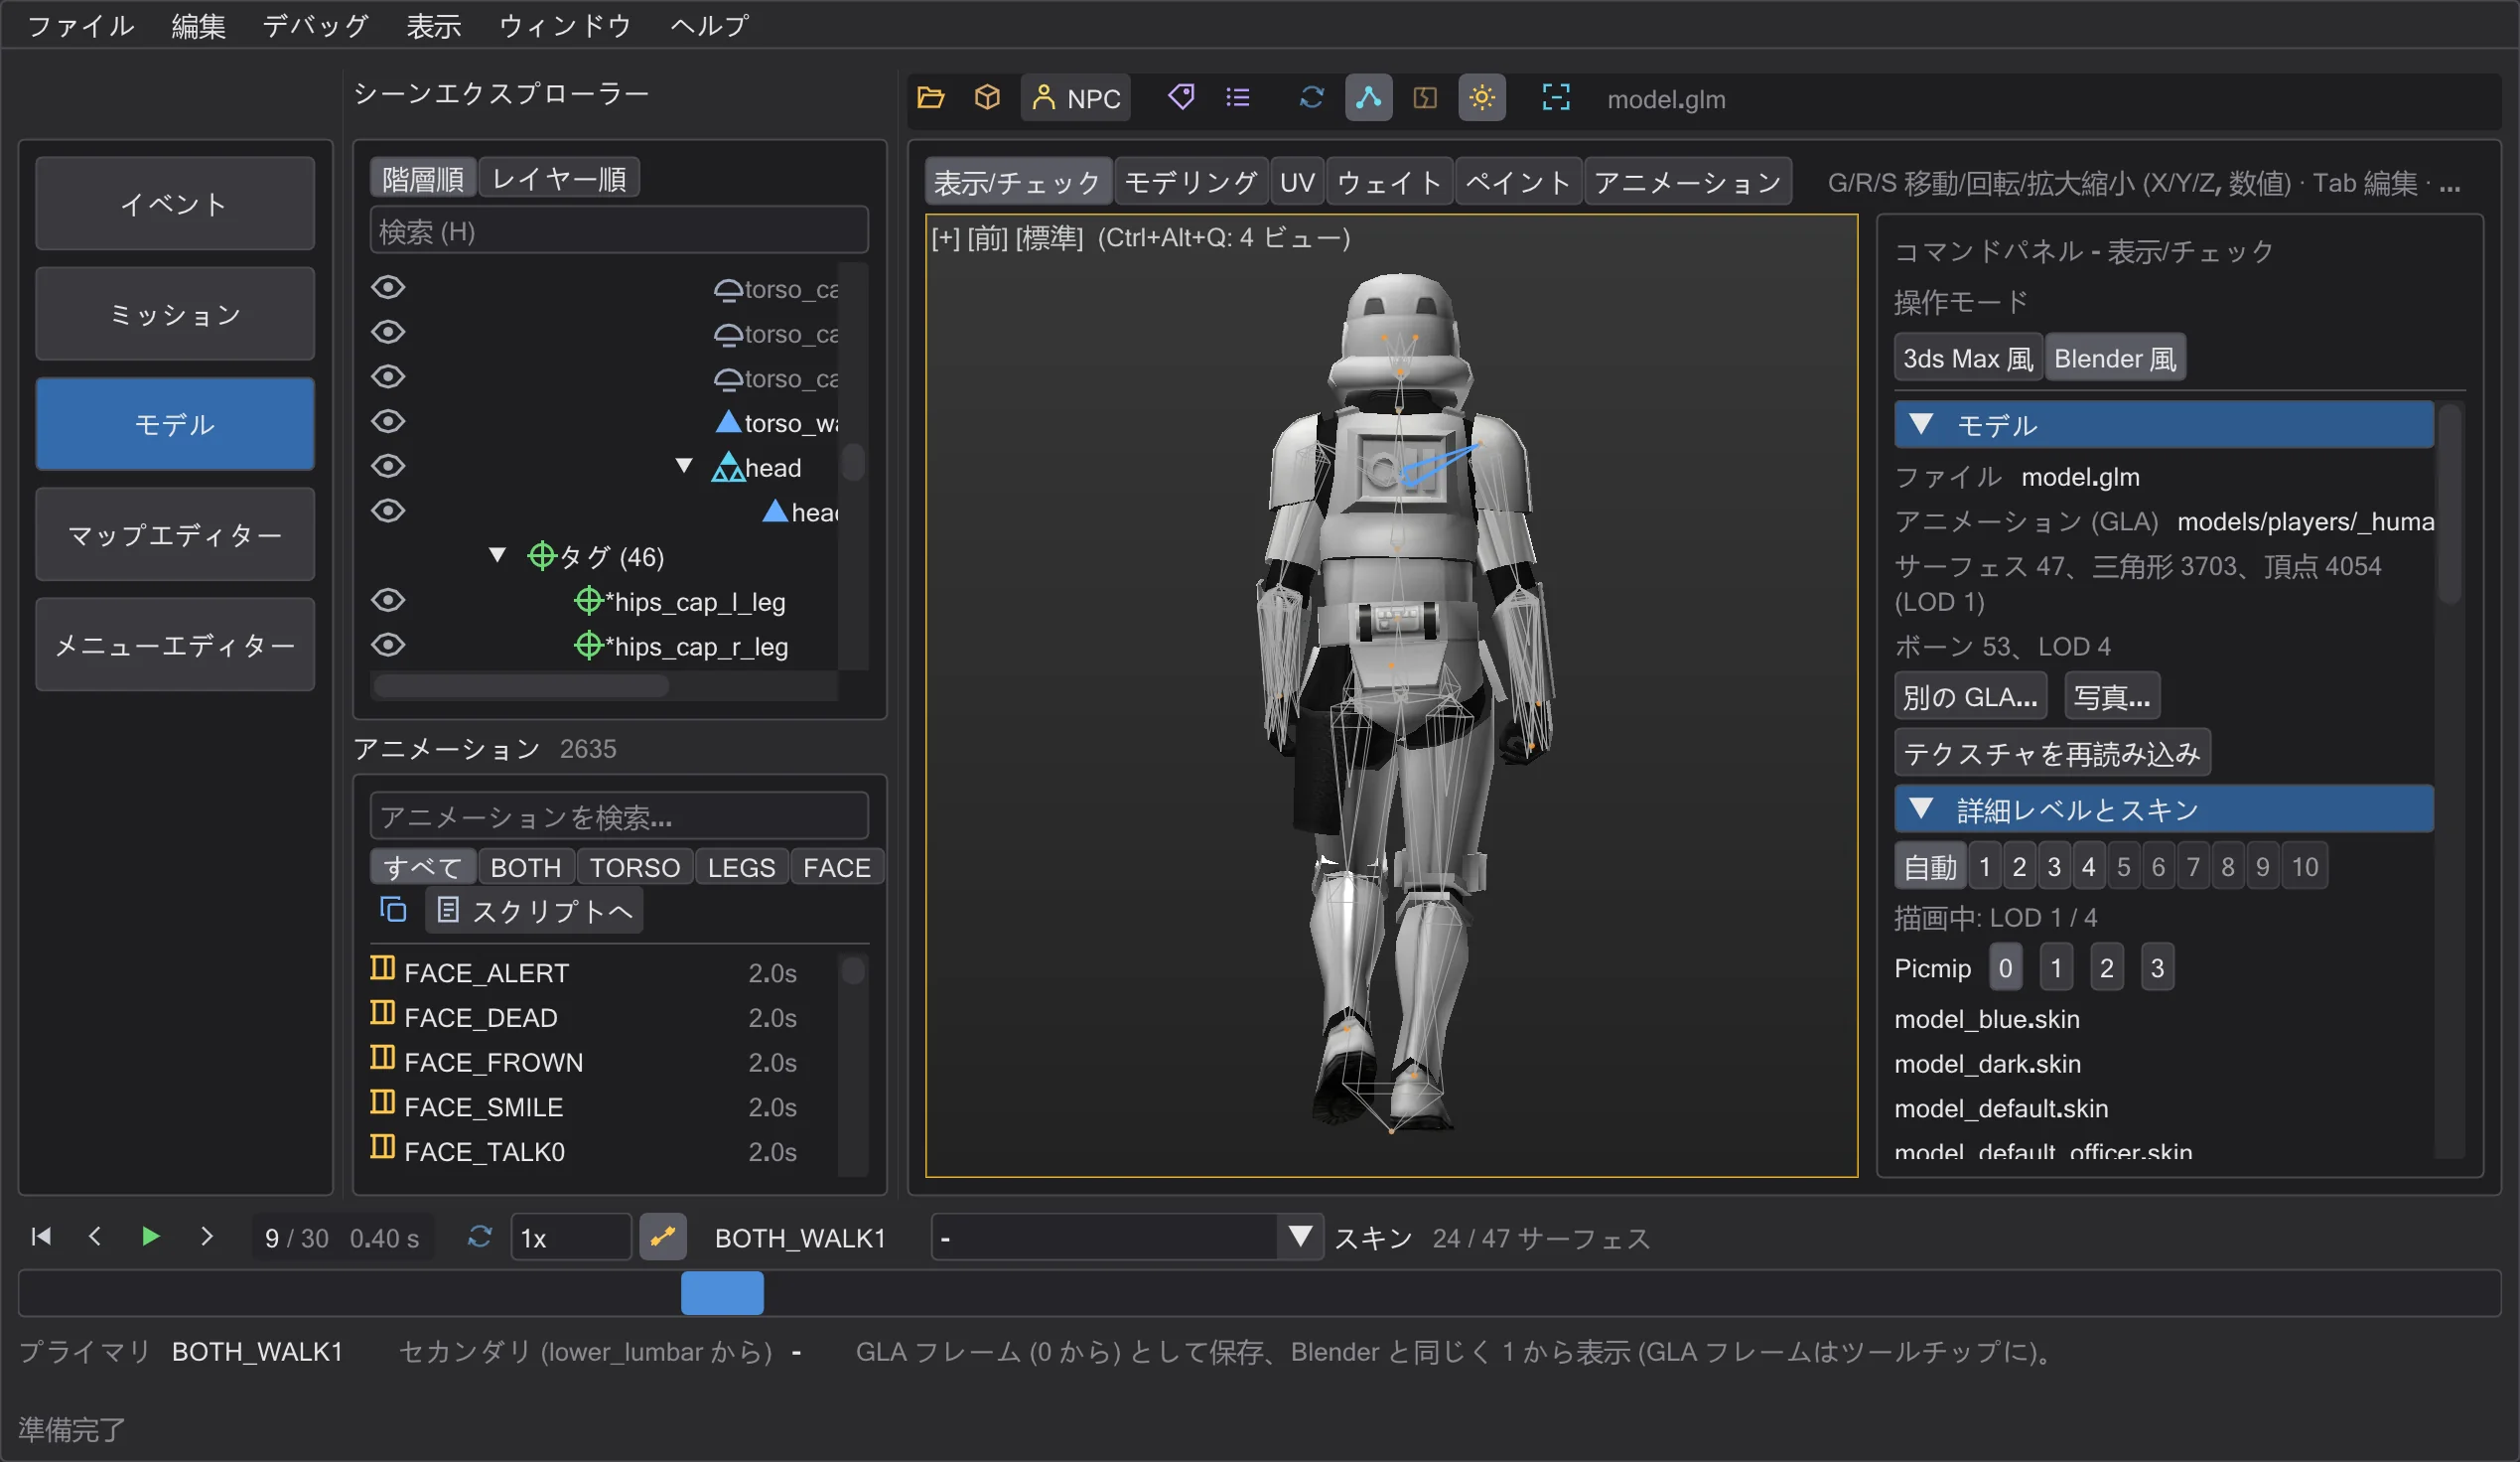 ファイル 編集 デバッグ 表示 ウィンドウ ヘルプ
イベント
ミッション
モデル
マップエディター
メニューエディター
シーンエクスプローラー
階層順 レイヤー順
検索 (H)
torso_ca
torso_ca
torso_ca
torso_wa
head
head
タグ (46)
*hips_cap_l_leg
*hips_cap_r_leg
アニメーション 2635
アニメーションを検索...
すべて BOTH TORSO LEGS FACE
スクリプトへ
FACE_ALERT 2.0s
FACE_DEAD 2.0s
FACE_FROWN 2.0s
FACE_SMILE 2.0s
FACE_TALK0 2.0s
NPC model.glm
表示/チェック モデリング UV ウェイト ペイント アニメーション G/R/S 移動/回転/拡大縮小 (X/Y/Z, 数値) · Tab 編集 · ...
[+] [前] [標準] (Ctrl+Alt+Q: 4 ビュー)
コマンドパネル - 表示/チェック
操作モード
3ds Max 風 Blender 風
モデル
ファイル model.glm
アニメーション (GLA) models/players/_huma
サーフェス 47、三角形 3703、頂点 4054
(LOD 1)
ボーン 53、LOD 4
別の GLA... 写真...
テクスチャを再読み込み
詳細レベルとスキン
自動 1 2 3 4 5 6 7 8 9 10
描画中: LOD 1 / 4
Picmip 0 1 2 3
model_blue.skin
model_dark.skin
model_default.skin
model_default_officer.skin
9 / 30 0.40 s 1x BOTH_WALK1 - スキン 24 / 47 サーフェス
プライマリ BOTH_WALK1 セカンダリ (lower_lumbar から) - GLA フレーム (0 から) として保存、Blender と同じく 1 から表示 (GLA フレームはツールチップに)。
準備完了